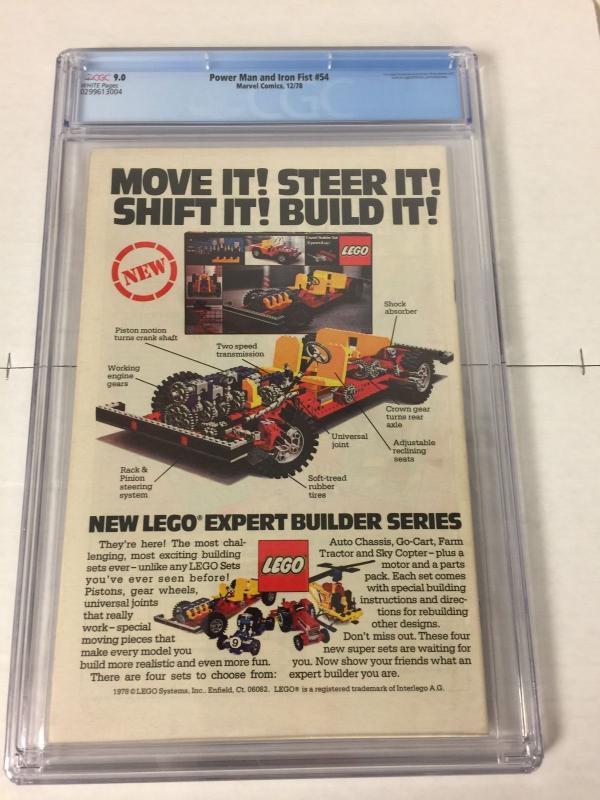 CGC 9.0
WHITE Pages
0299613004
Power Man and Iron Fist #54
Marvel Comics, 12/78
MOVE IT! STEER IT!
SHIFT IT! BUILD IT!
NEW
LEGO
Shock
absorber
Piston motion
turns crank shaft
Two speed
transmission
Working
engine
gears
Crown gear
turns rear
axle
Universal
joint
Adjustable
reclining
seats
Rack &
Pinion
steering
system
Soft-tread
rubber
tires
NEW LEGO® EXPERT BUILDER SERIES
They're here! The most chal-
lenging, most exciting building
sets ever–unlike any LEGO Sets
you've ever seen before!
Pistons, gear wheels,
universal joints
that really
work–special
moving pieces that
make every model you
build more realistic and even more fun.
There are four sets to choose from:
LEGO
9
Auto Chassis, Go-Cart, Farm
Tractor and Sky Copter–plus a
motor and a parts
pack. Each set comes
with special building
instructions and direc-
tions for rebuilding
other designs.
Don't miss out. These four
new super sets are waiting for
you. Now show your friends what an
expert builder you are.
1978 © LEGO Systems, Inc., Enfield, Ct. 06082. LEGO® is a registered trademark of Interlego A.G.